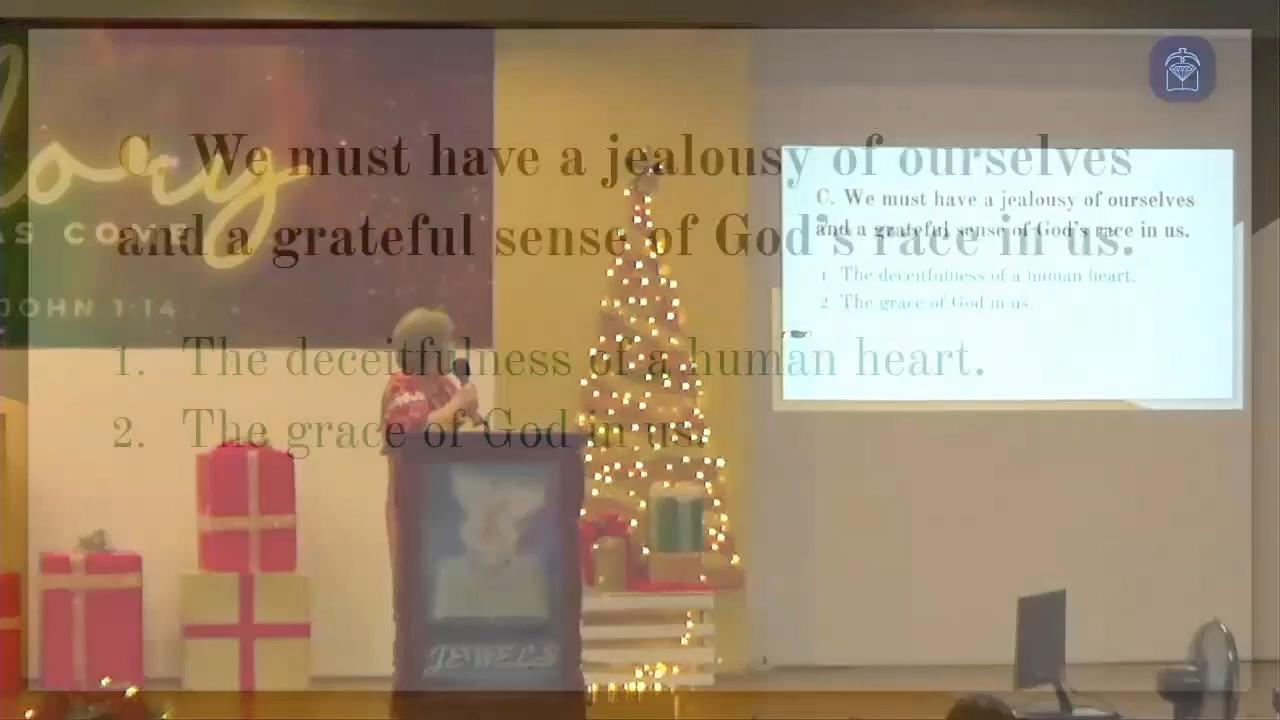 lory
AS COME
JOHN 1:14
C. We must have a jealousy of ourselves
and a grateful sense of God's race in us.
1. The deceitfulness of a human heart.
2. The grace of God in us.
C. We must have a jealousy of ourselves
and a grateful sense of God's race in us.
1. The deceitfulness of a human heart.
2. The grace of God in us.
JEWELS